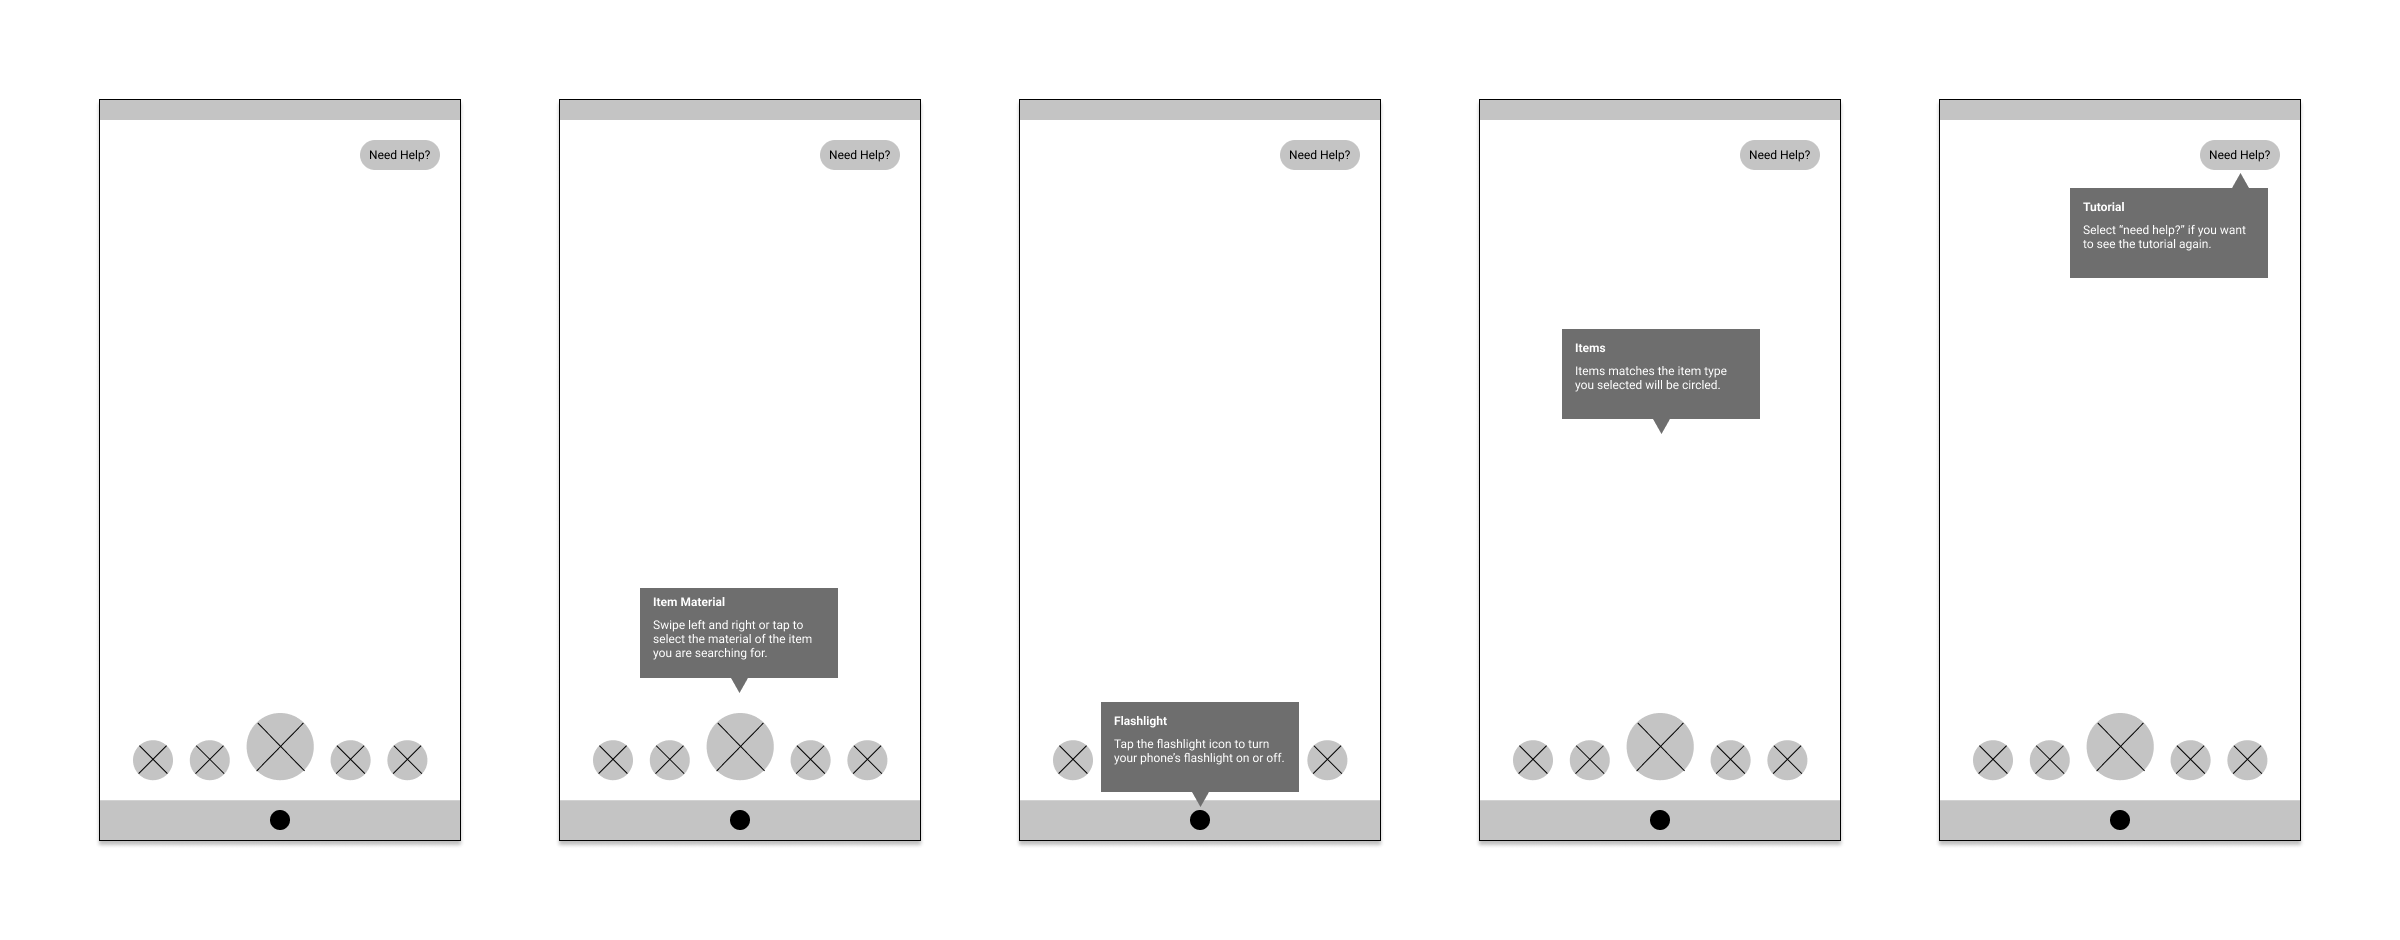 Need Help?
Need Help?
Item Material
Swipe left and right or tap to
select the material of the item
you are searching for.
Need Help?
Flashlight
Tap the flashlight icon to turn
your phone's flashlight on or off.
Need Help?
Items
Items matches the item type
you selected will be circled.
Need Help?
Tutorial
Select “need help?” if you want
to see the tutorial again.